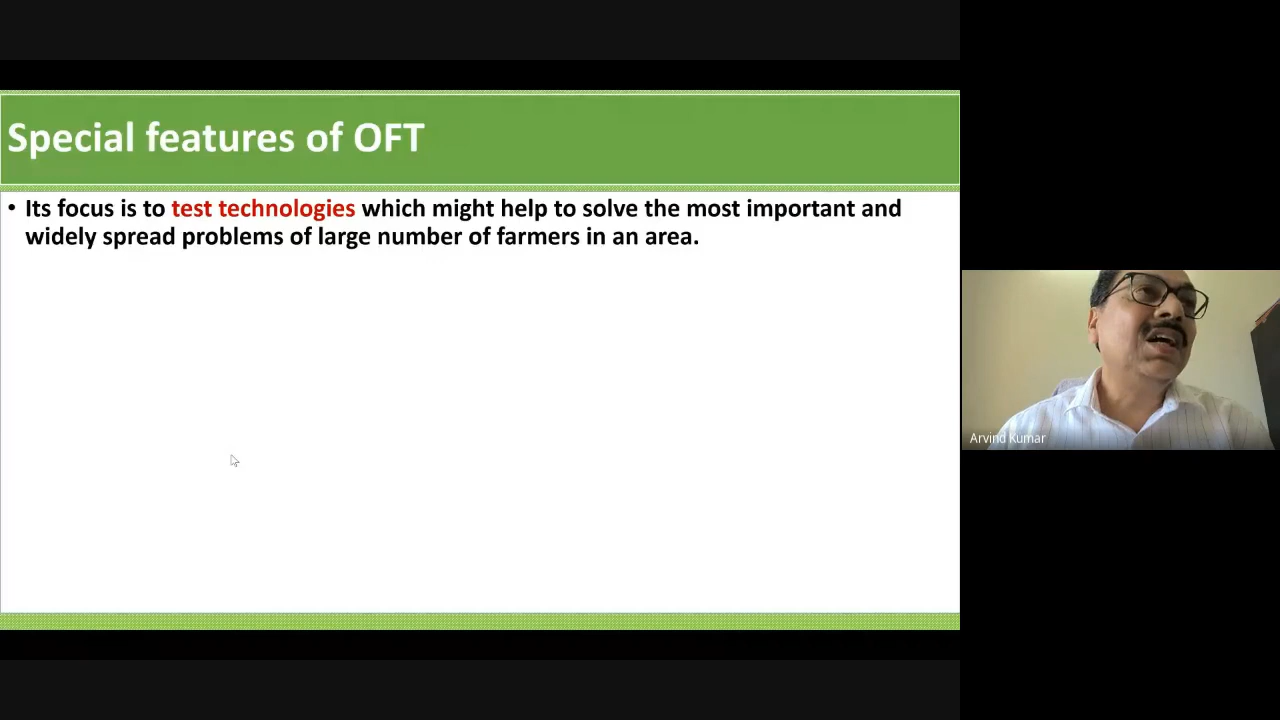 Special features of OFT
• Its focus is to test technologies which might help to solve the most important and
widely spread problems of large number of farmers in an area.
Arvind Kumar